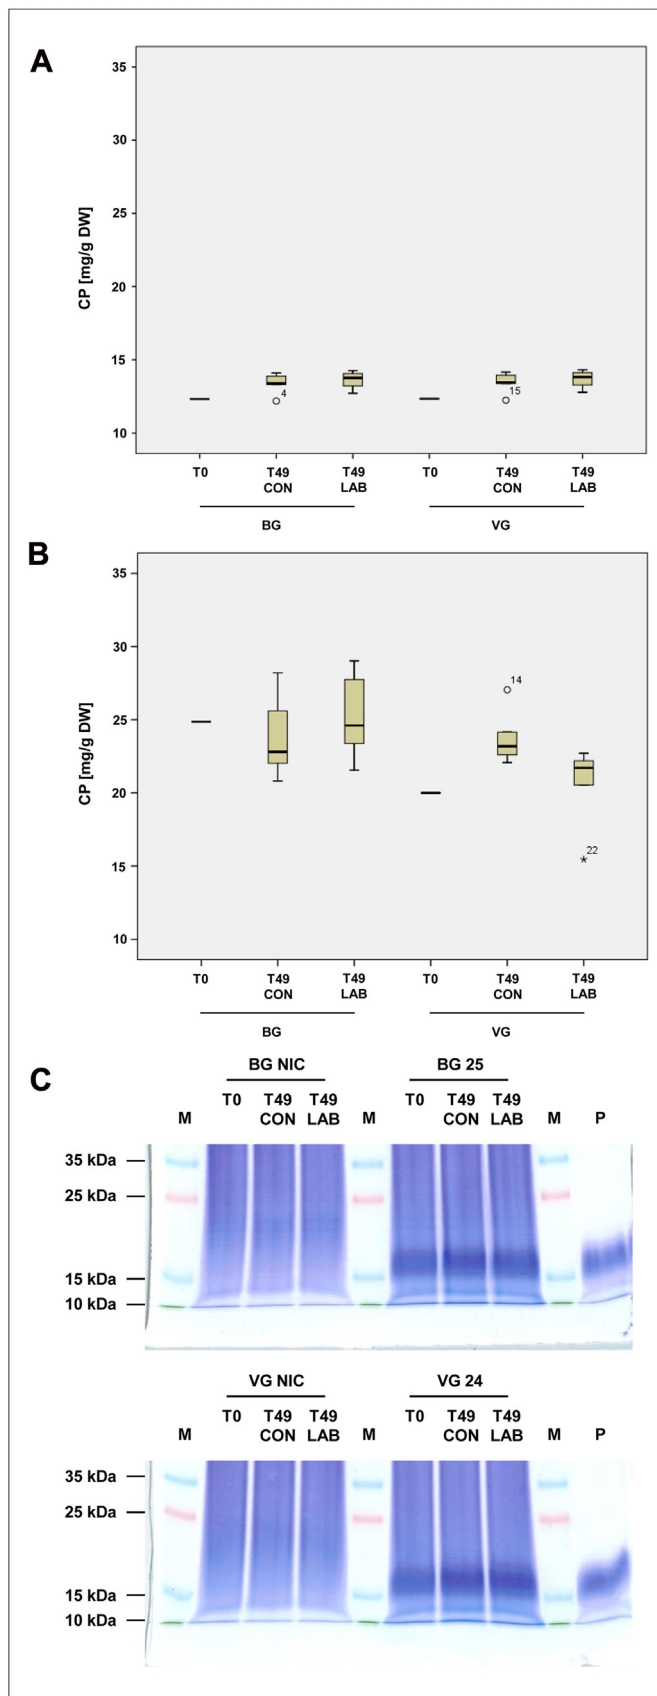 A
CP [mg/g DW]
35
30
25
20
15
10
4
15
T0 T49 T49 T0 T49 T49
CON LAB CON LAB
BG VG
B
CP [mg/g DW]
35
30
25
20
15
10
14
22
T0 T49 T49 T0 T49 T49
CON LAB CON LAB
BG VG
C
BG NIC BG 25
T0 T49 T49 T0 T49 T49
M CON LAB M CON LAB M P
35 kDa
25 kDa
15 kDa
10 kDa
VG NIC VG 24
T0 T49 T49 T0 T49 T49
M CON LAB M CON LAB M P
35 kDa
25 kDa
15 kDa
10 kDa